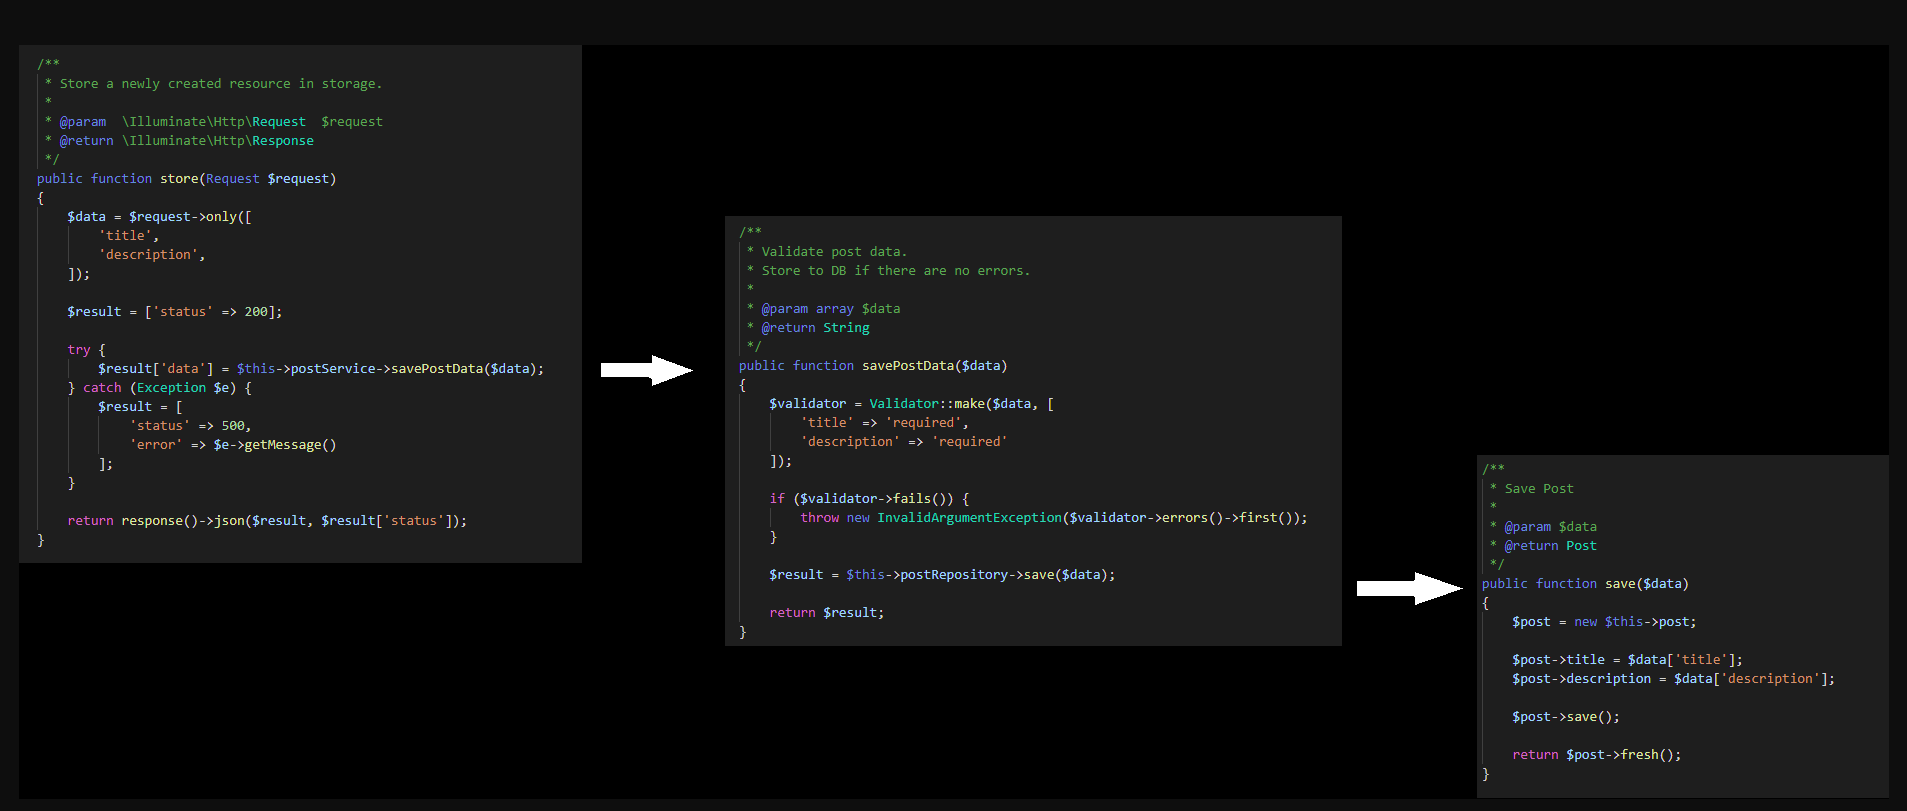 /**
 * Store a newly created resource in storage.
 *
 * @param  \Illuminate\Http\Request  $request
 * @return \Illuminate\Http\Response
 */
public function store(Request $request)
{
    $data = $request->only([
        'title',
        'description',
    ]);

    $result = ['status' => 200];

    try {
        $result['data'] = $this->postService->savePostData($data);
    } catch (Exception $e) {
        $result = [
            'status' => 500,
            'error' => $e->getMessage()
        ];
    }

    return response()->json($result, $result['status']);
}
/**
 * Validate post data.
 * Store to DB if there are no errors.
 *
 * @param array $data
 * @return String
 */
public function savePostData($data)
{
    $validator = Validator::make($data, [
        'title' => 'required',
        'description' => 'required'
    ]);

    if ($validator->fails()) {
        throw new InvalidArgumentException($validator->errors()->first());
    }

    $result = $this->postRepository->save($data);

    return $result;
}
/**
 * Save Post
 *
 * @param $data
 * @return Post
 */
public function save($data)
{
    $post = new $this->post;

    $post->title = $data['title'];
    $post->description = $data['description'];

    $post->save();

    return $post->fresh();
}